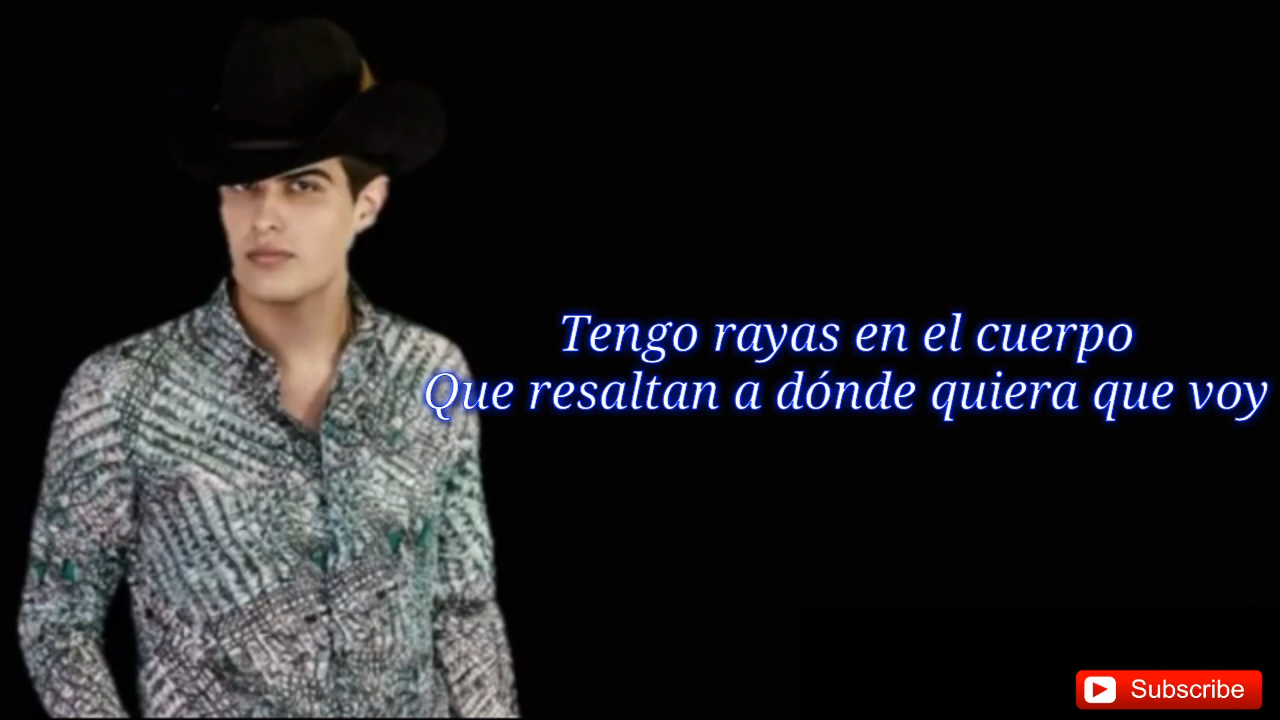 Tengo rayas en el cuerpo
Que resaltan a dónde quiera que voy
Subscribe